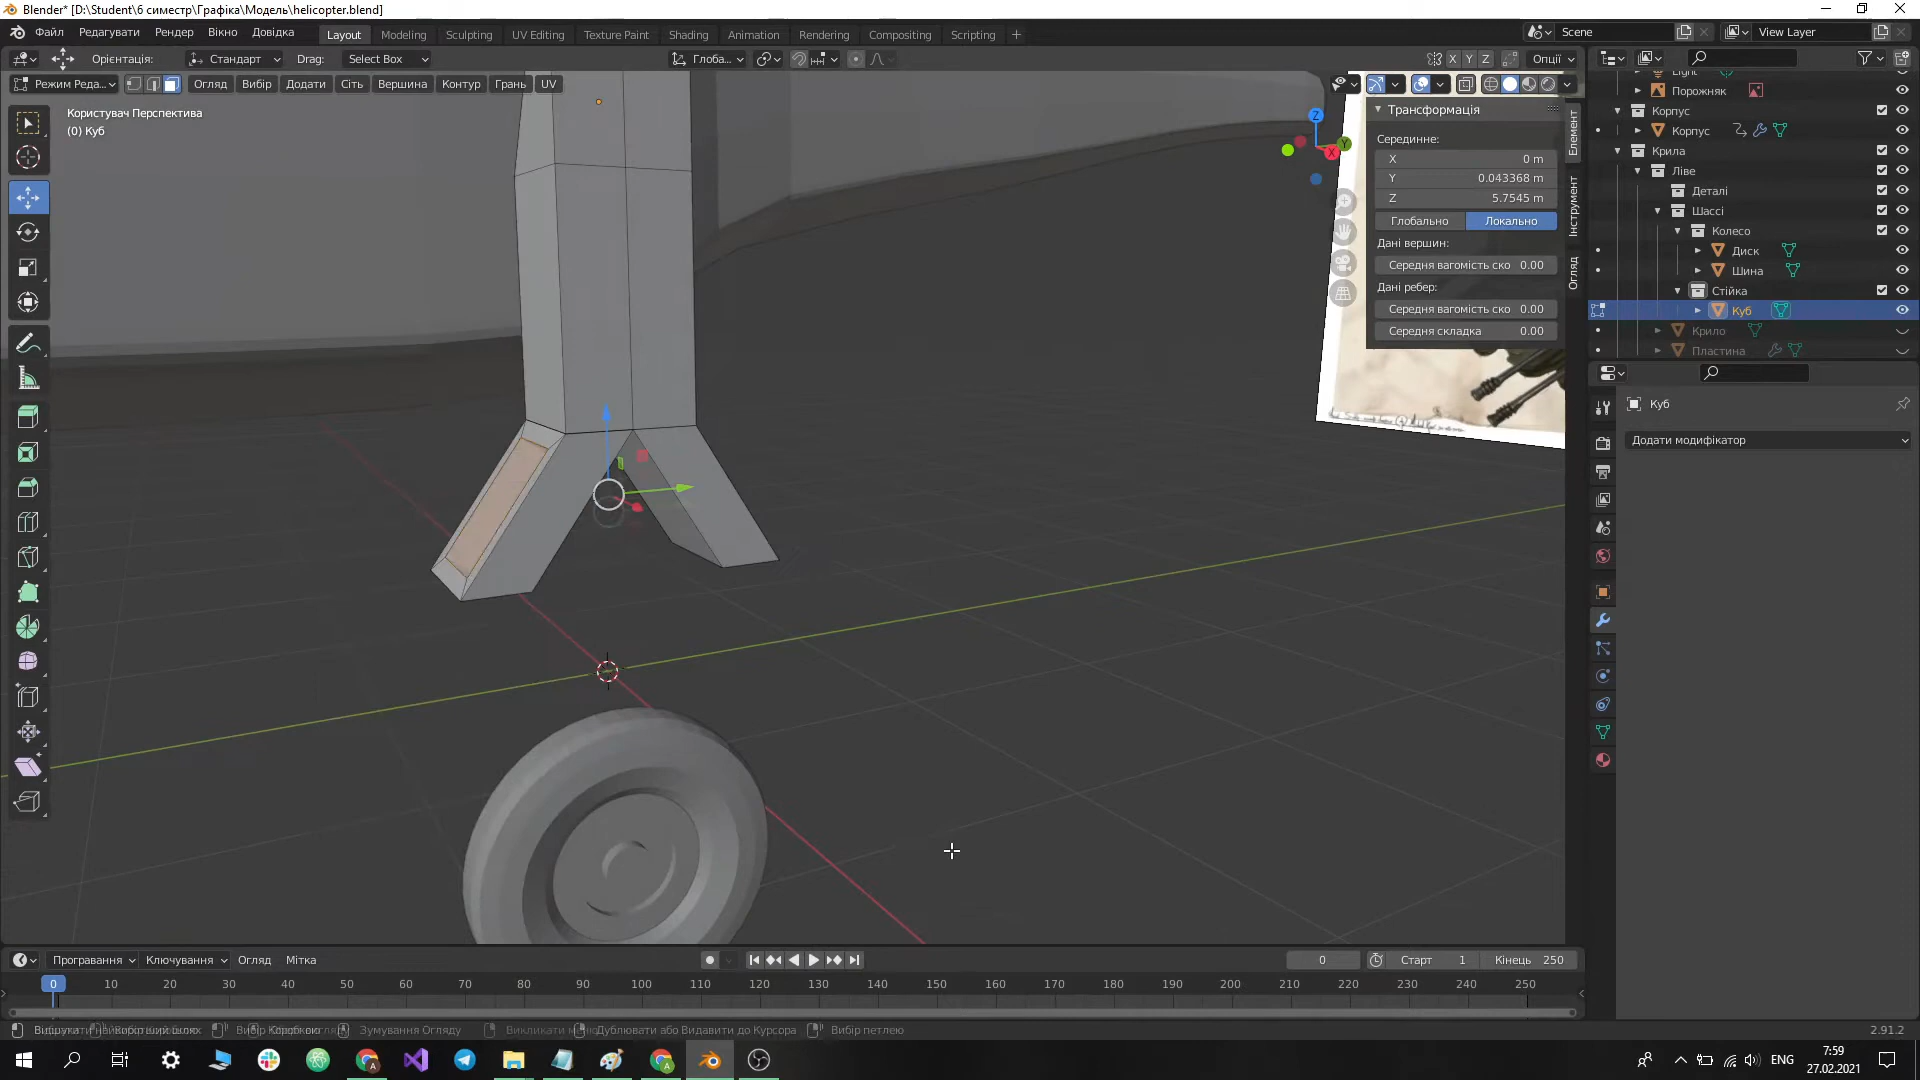 Blender* [D:\Student\6 симестр\Графіка\Модель\helicopter.blend]
Файл Редагувати Рендер Вікно Довідка Layout Modeling Sculpting UV Editing Texture Paint Shading Animation Rendering Compositing Scripting + Scene View Layer
Орієнтація: Стандарт Drag: Select Box Глоба... X Y Z Опції
Режим Реда... Огляд Вибір Додати Сіть Вершина Контур Грань UV
Light
Порожняк
Користувач Перспектива
(0) Куб
Трансформація
Серединне:
X 0 m
Y 0.043368 m
Z 5.7545 m
Глобально Локально
Дані вершин:
Середня вагомість ско 0.00
Дані ребер:
Середня вагомість ско 0.00
Середня складка 0.00
Елемент
Інструмент
Огляд
Z
Y
X
Корпус
Корпус
Крила
Ліве
Деталі
Шассі
Колесо
Диск
Шина
Стійка
Куб
Крило
Пластина
Куб
Додати модифікатор
Програвання Ключування Огляд Мітка 0 Старт 1 Кінець 250
0 10 20 30 40 50 60 70 80 90 100 110 120 130 140 150 160 170 180 190 200 210 220 230 240 250
Зумування Огляду Дублювати або Видавити до Курсора Вибір петлею 2.91.2
ENG
7:59
27.02.2021